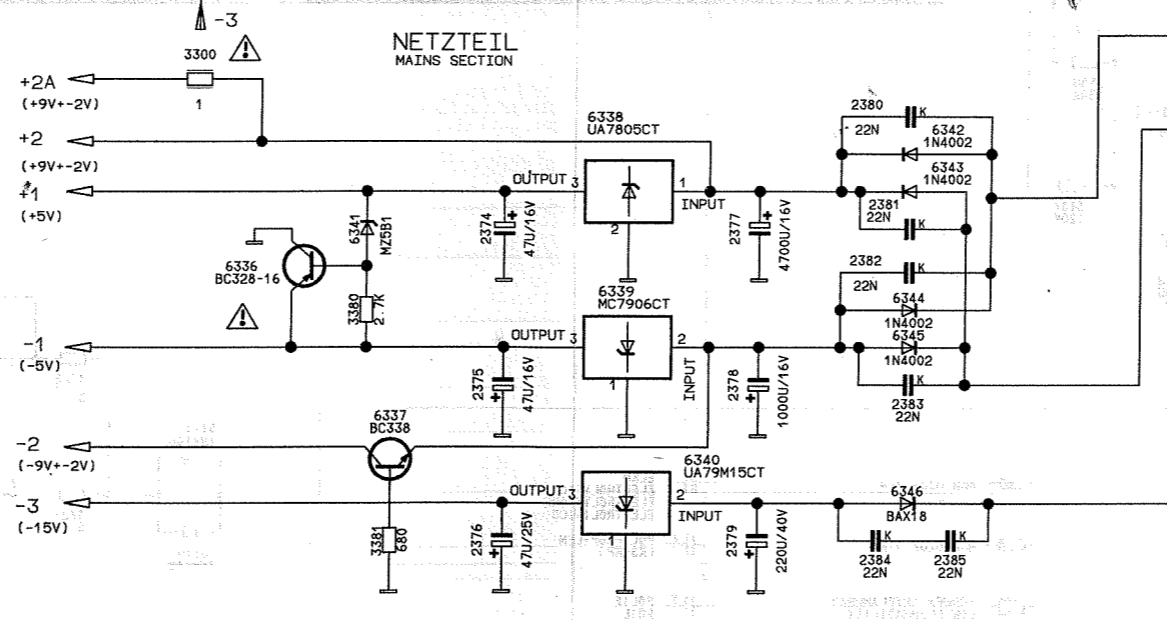 -3
NETZTEIL
MAINS SECTION
3300
1
+2A
(+9V+-2V)
+2
(+9V+-2V)
+1
(+5V)
6338
UA7805CT
OUTPUT 3
1
INPUT
2
2380
22N
K
6342
1N4002
6343
1N4002
2381
22N
K
6341
MZ5B1
2374
47U/16V
+
2377
4700U/16V
+
6336
BC328-16
3380
2.7K
2382
22N
K
6339
MC7906CT
6344
1N4002
6345
1N4002
-1
(-5V)
OUTPUT 3
2
INPUT
1
2375
47U/16V
+
2378
1000U/16V
+
K
2383
22N
6337
BC338
-2
(-9V+-2V)
6340
UA79M15CT
-3
(-15V)
OUTPUT 3
2
INPUT
1
6346
BAX18
3381
680
2376
47U/25V
+
2379
220U/40V
+
K
K
2384
22N
2385
22N